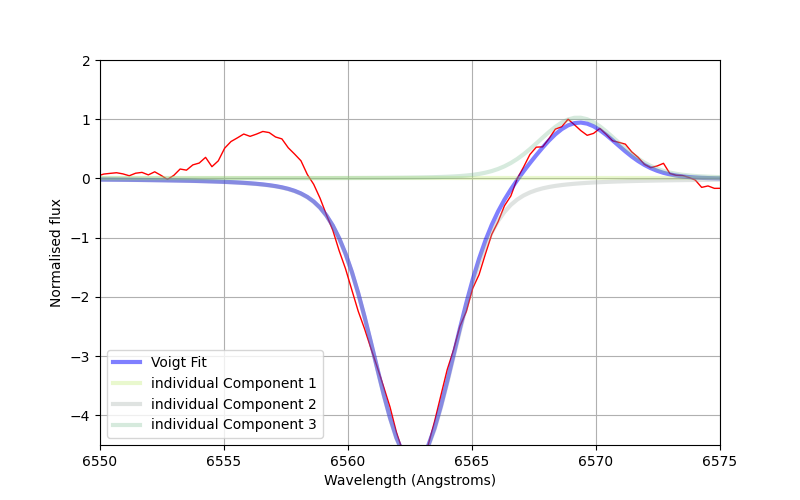 2
1
0
−1
−2
−3
−4
Normalised flux
Voigt Fit
individual Component 1
individual Component 2
individual Component 3
6550 6555 6560 6565 6570 6575
Wavelength (Angstroms)